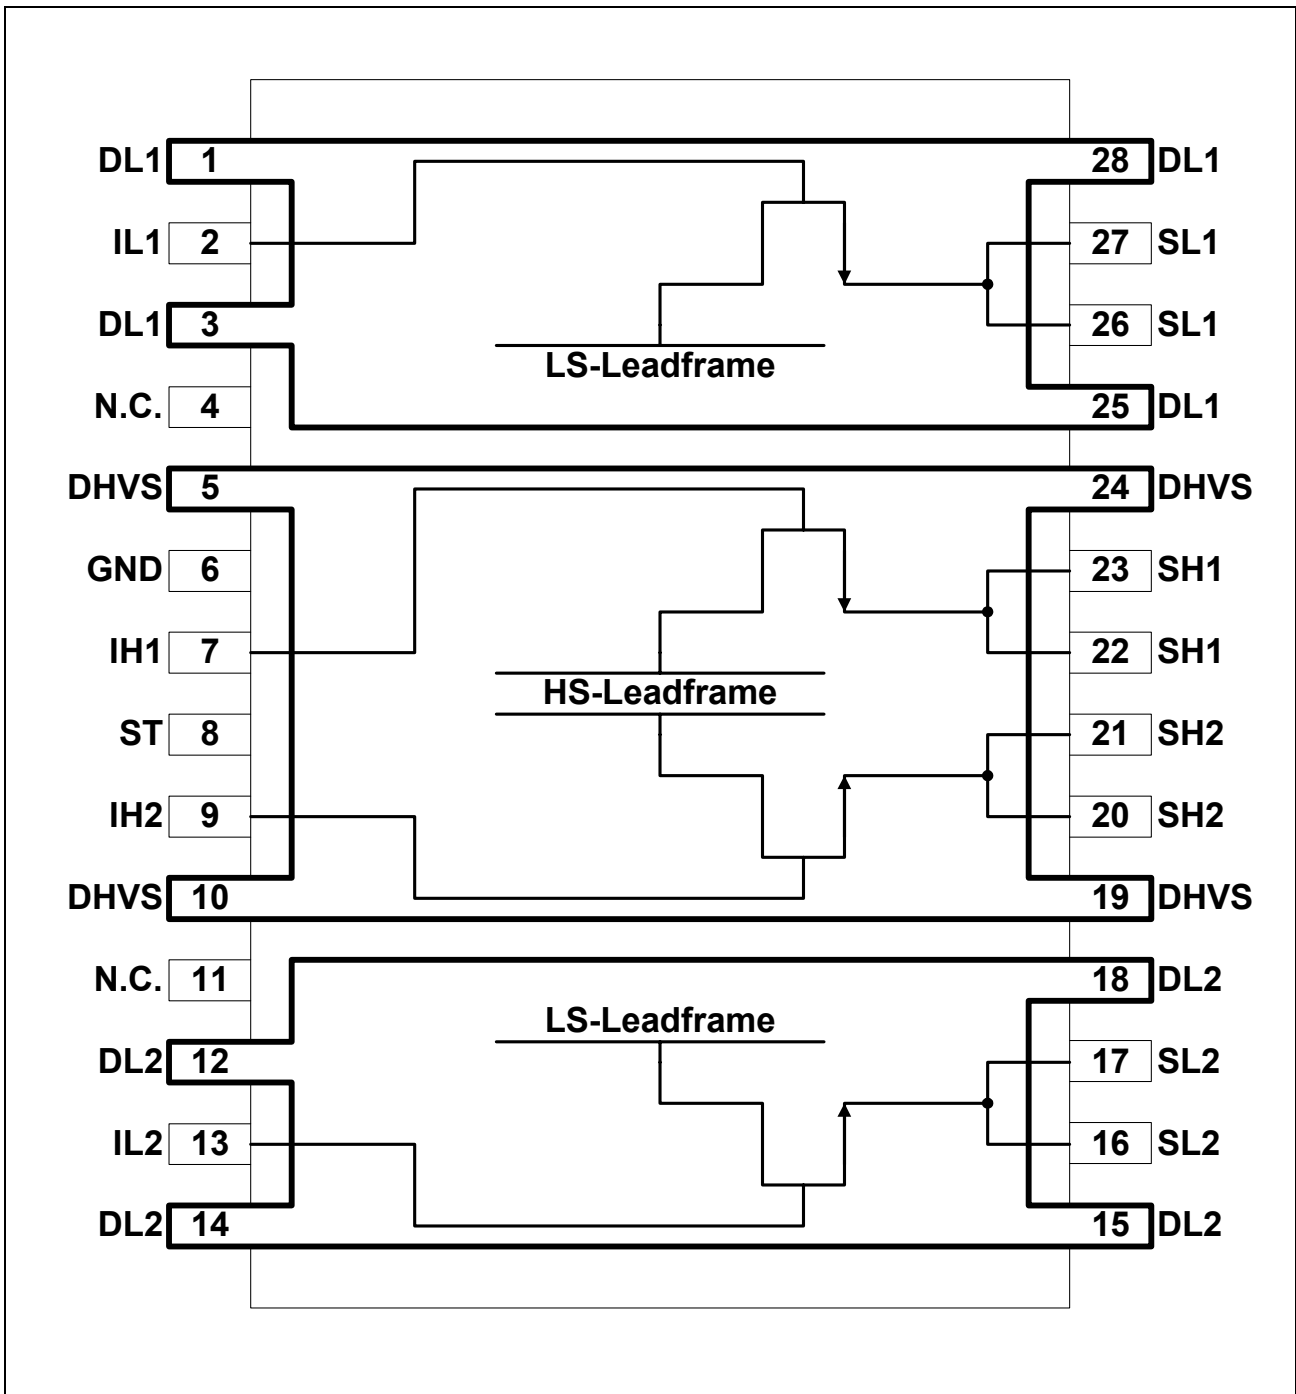 DL1 1 28 DL1
IL1 2 27 SL1
DL1 3 26 SL1
LS-Leadframe
N.C. 4 25 DL1
DHVS 5 24 DHVS
GND 6 23 SH1
IH1 7 22 SH1
HS-Leadframe
ST 8 21 SH2
IH2 9 20 SH2
DHVS 10 19 DHVS
N.C. 11 18 DL2
LS-Leadframe
DL2 12 17 SL2
IL2 13 16 SL2
DL2 14 15 DL2